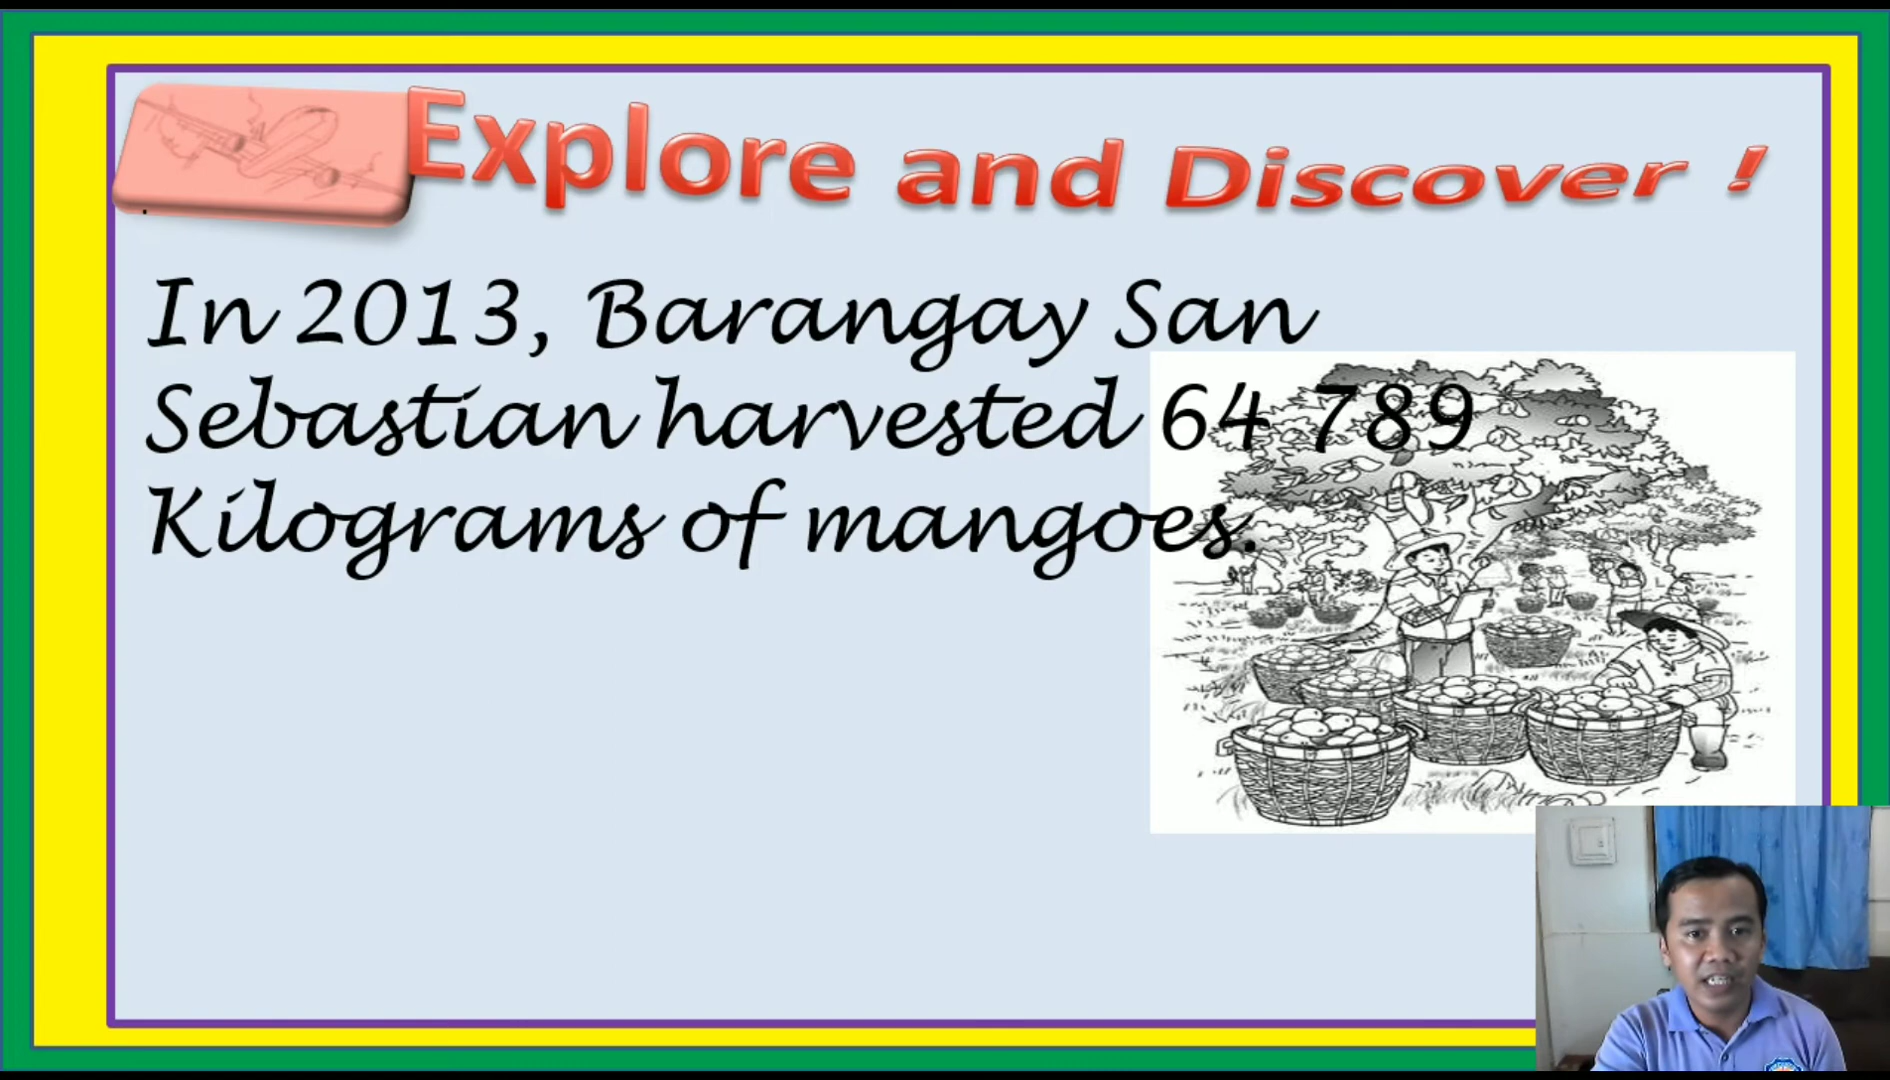 Explore and Discover !
In 2013, Barangay San
Sebastian harvested 64 789
Kilograms of mangoes.